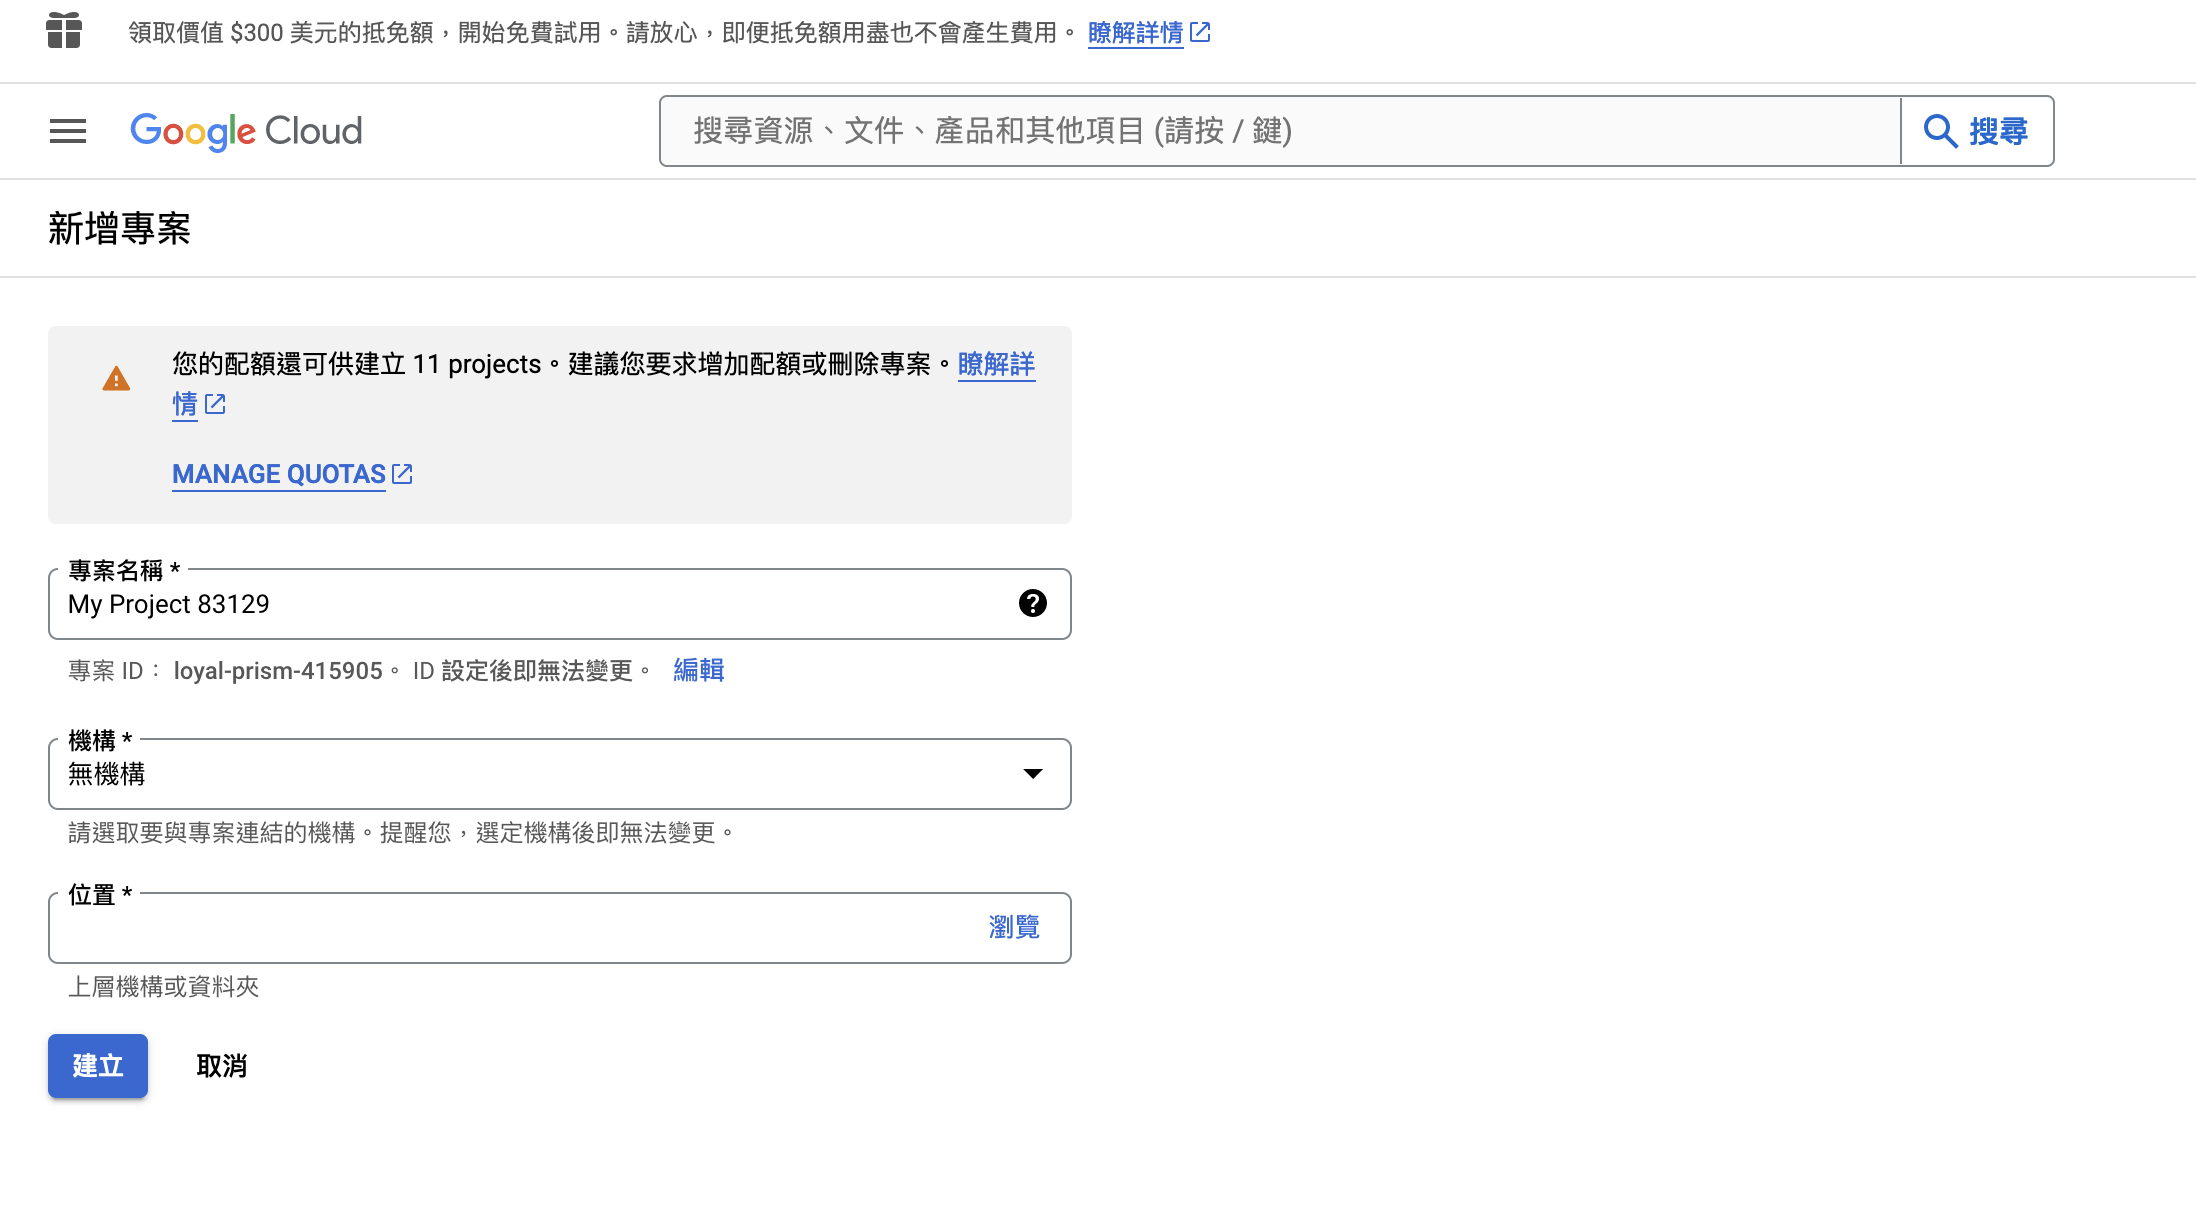 領取價值 $300 美元的抵免額，開始免費試用。請放心，即便抵免額用盡也不會產生費用。 瞭解詳情
Google Cloud
搜尋資源、文件、產品和其他項目 (請按 / 鍵)
搜尋
新增專案
您的配額還可供建立 11 projects。建議您要求增加配額或刪除專案。瞭解詳
情
MANAGE QUOTAS
專案名稱 *
My Project 83129
專案 ID： loyal-prism-415905。 ID 設定後即無法變更。 編輯
機構 *
無機構
請選取要與專案連結的機構。提醒您，選定機構後即無法變更。
位置 *
瀏覽
上層機構或資料夾
建立 取消